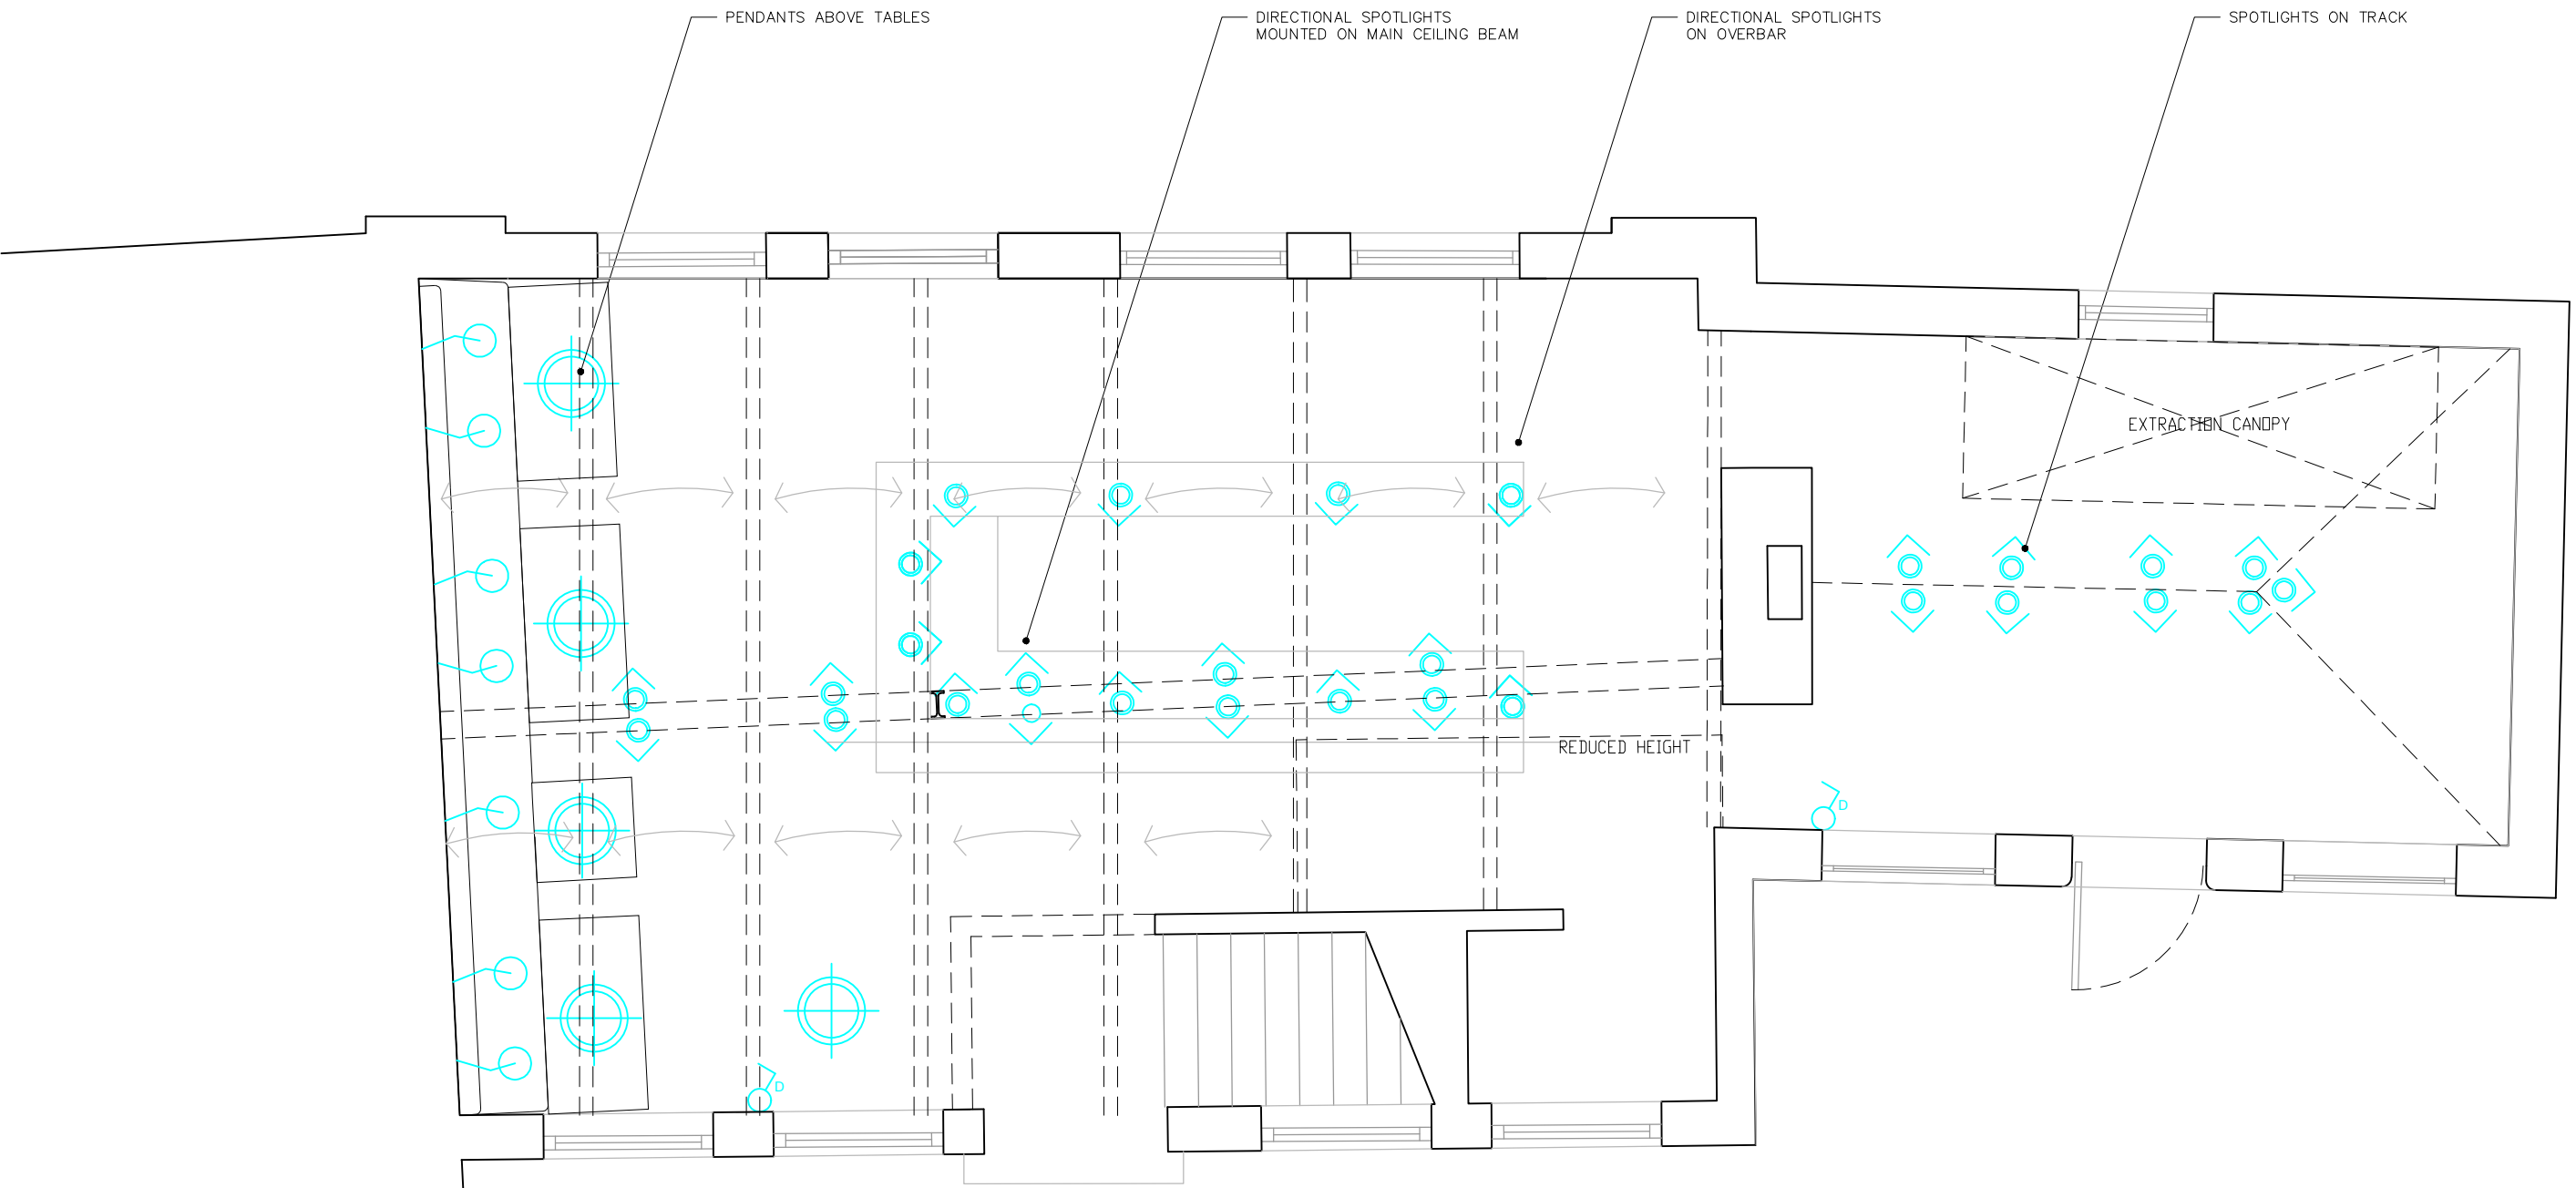 PENDANTS ABOVE TABLES
DIRECTIONAL SPOTLIGHTS
MOUNTED ON MAIN CEILING BEAM
DIRECTIONAL SPOTLIGHTS
ON OVERBAR
SPOTLIGHTS ON TRACK
EXTRACTION CANOPY
REDUCED HEIGHT
D
D